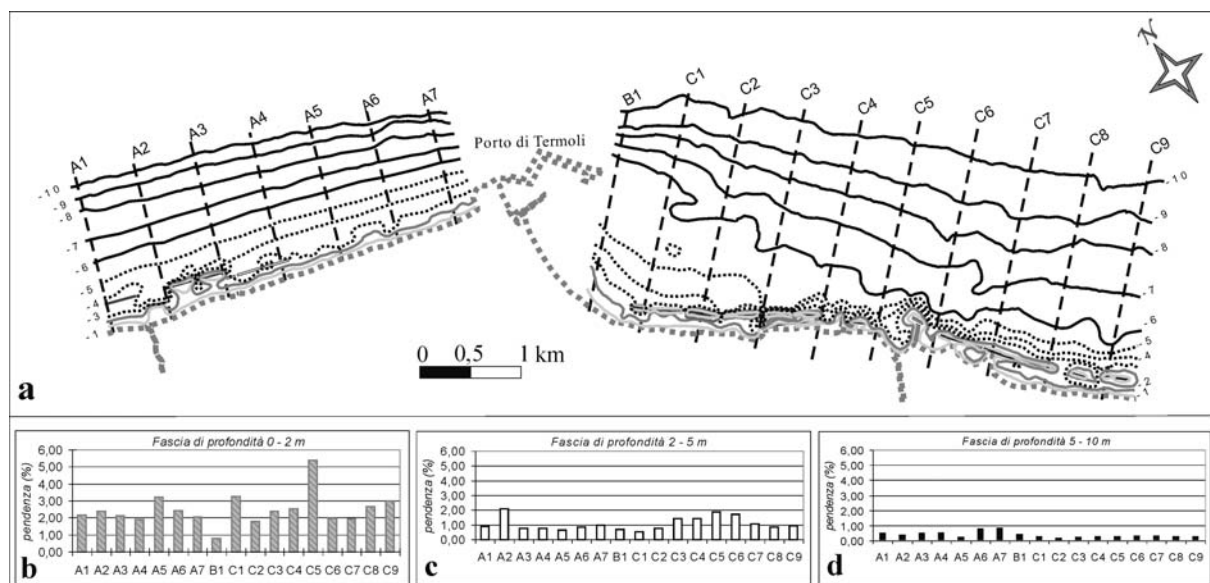 N
A1 A2 A3 A4 A5 A6 A7
Porto di Termoli
B1 C1 C2 C3 C4 C5 C6 C7 C8 C9
-10
-9
-8
-7
-6
-5
-4
-3
-1
-10
-9
-8
-7
-6
-5
-4
-2
-1
0 0,5 1 km
a
Fascia di profondità 0 - 2 m
pendenza (%)
6,00
5,00
4,00
3,00
2,00
1,00
0,00
A1 A2 A3 A4 A5 A6 A7 B1 C1 C2 C3 C4 C5 C6 C7 C8 C9
b
Fascia di profondità 2 - 5 m
pendenza (%)
6,00
5,00
4,00
3,00
2,00
1,00
0,00
A1 A2 A3 A4 A5 A6 A7 B1 C1 C2 C3 C4 C5 C6 C7 C8 C9
c
Fascia di profondità 5 - 10 m
pendenza (%)
6,00
5,00
4,00
3,00
2,00
1,00
0,00
A1 A2 A3 A4 A5 A6 A7 B1 C1 C2 C3 C4 C5 C6 C7 C8 C9
d